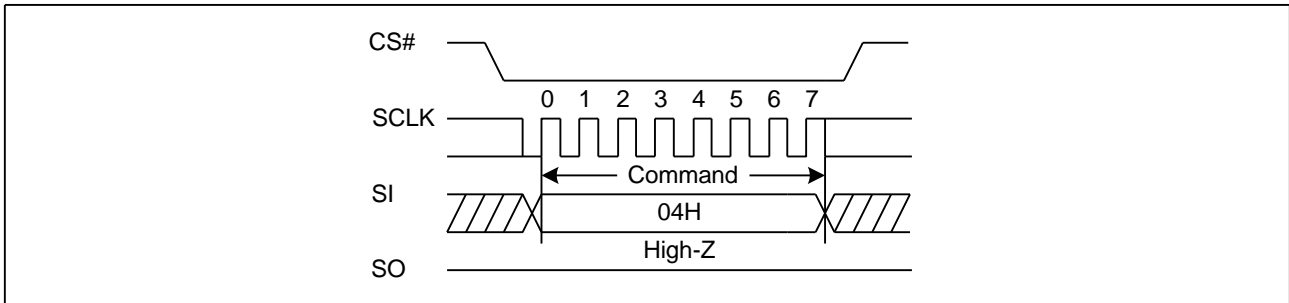 CS#
0 1 2 3 4 5 6 7
SCLK
Command
SI
04H
High-Z
SO